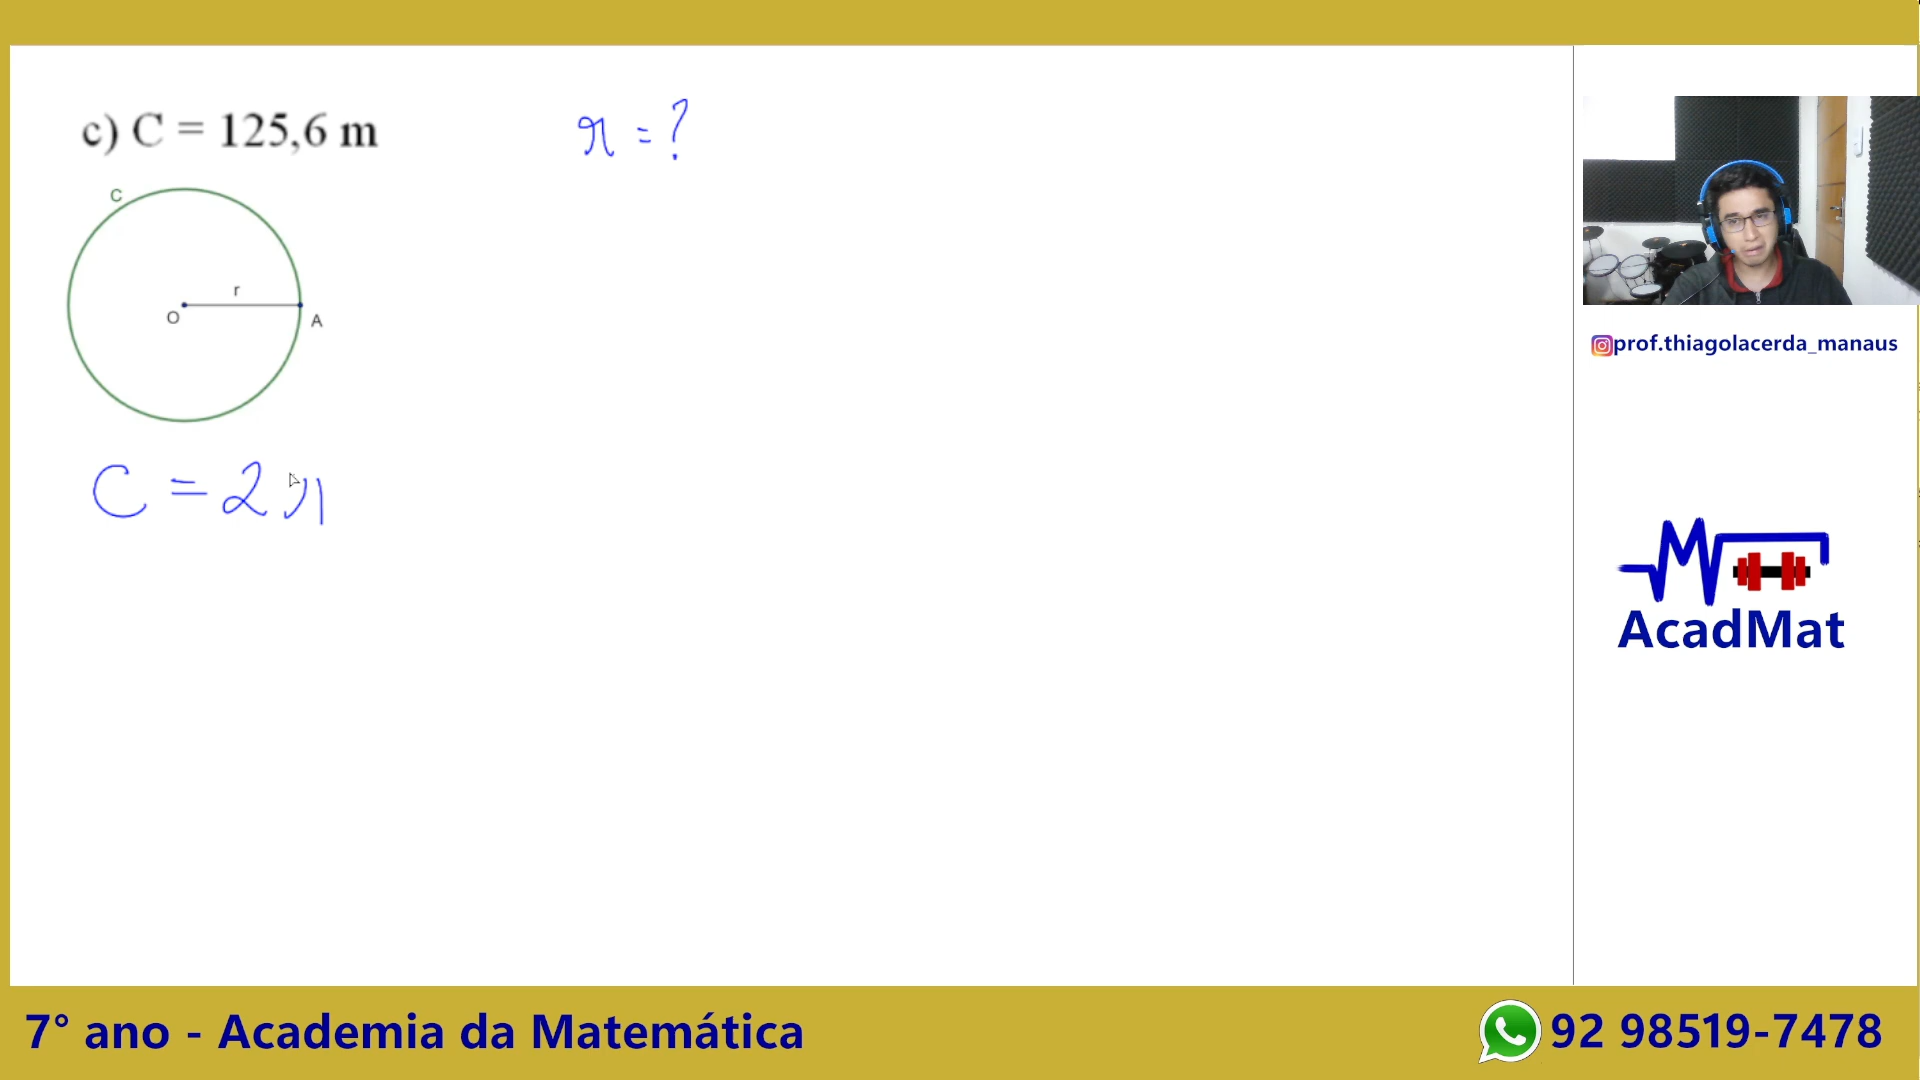 c) C = 125,6 m
r = ?
C
r
O
A
C = 2
prof.thiagolacerda_manaus
AcadMat
7° ano - Academia da Matemática
92 98519-7478